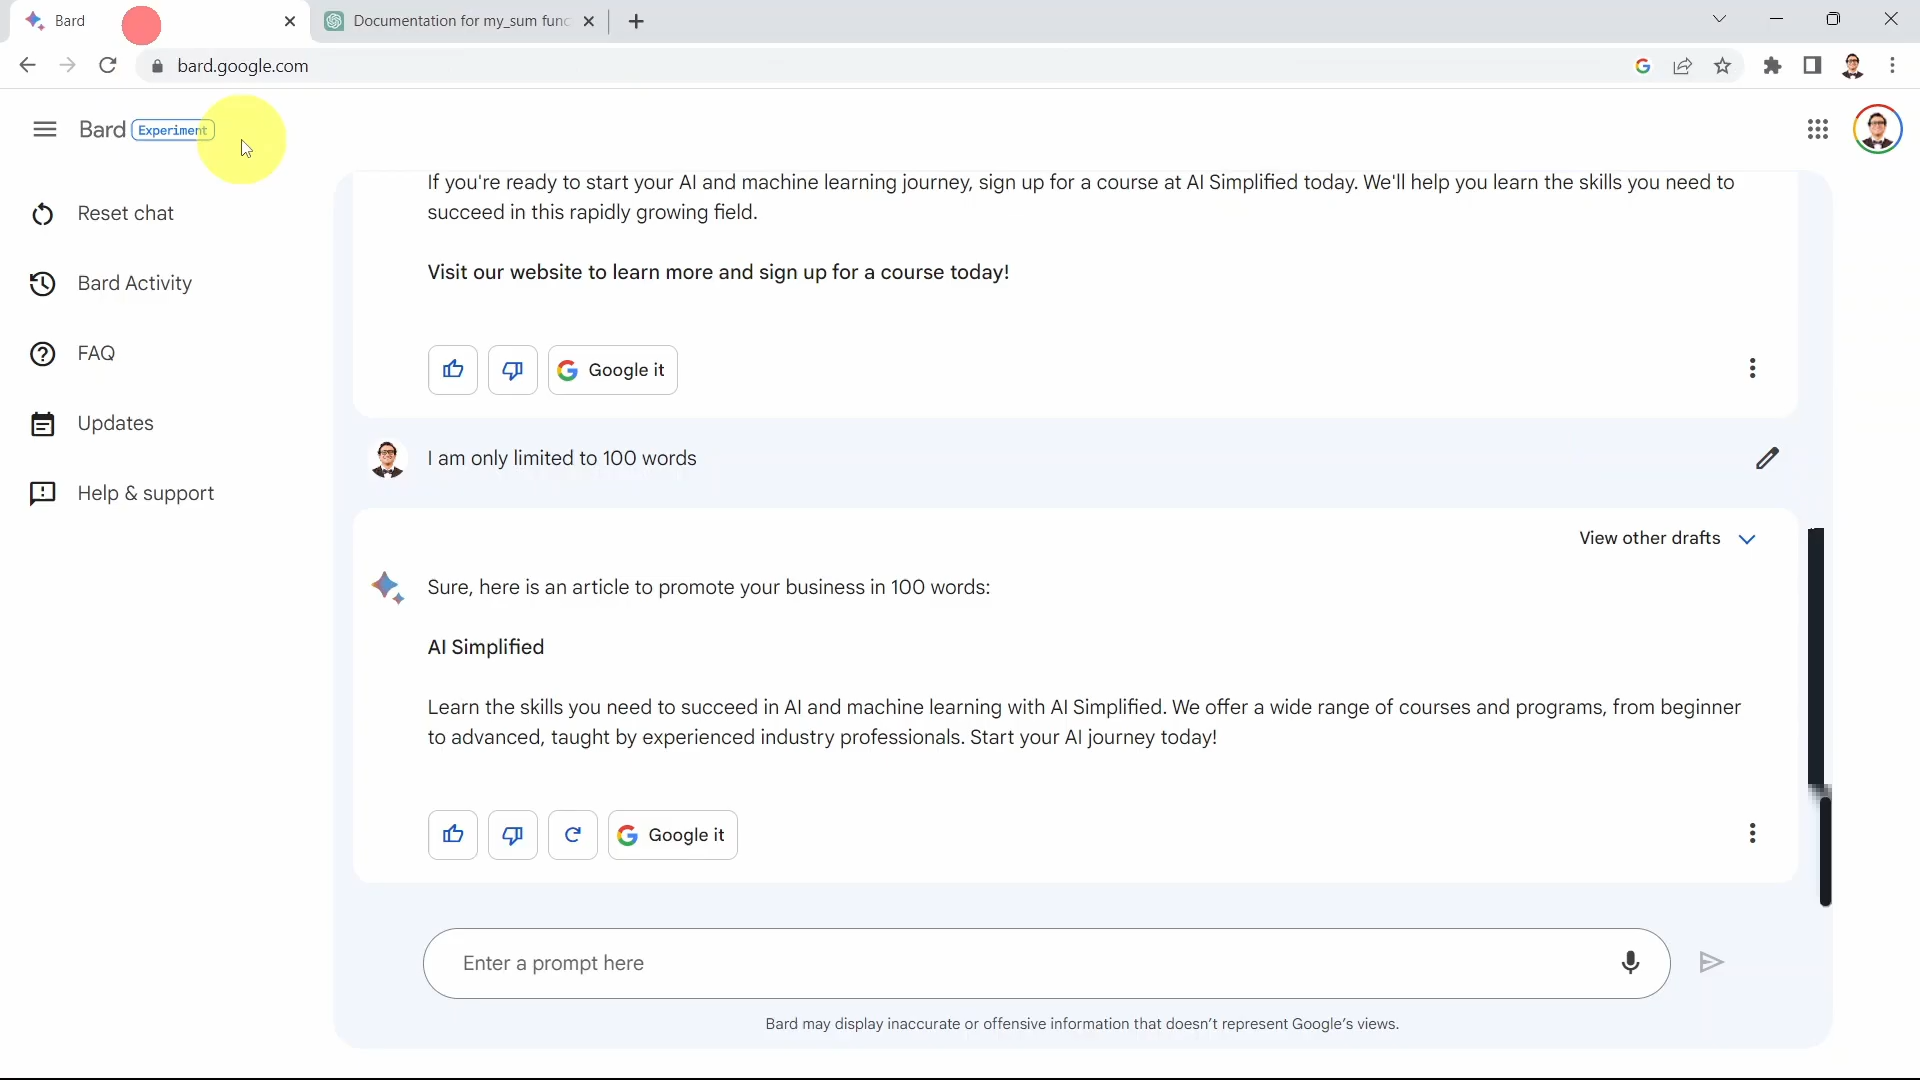 Bard
Documentation for my_sum func
bard.google.com
Bard Experiment
Reset chat
Bard Activity
FAQ
Updates
Help & support
If you're ready to start your AI and machine learning journey, sign up for a course at AI Simplified today. We'll help you learn the skills you need to
succeed in this rapidly growing field.
Visit our website to learn more and sign up for a course today!
Google it
I am only limited to 100 words
View other drafts
Sure, here is an article to promote your business in 100 words:
AI Simplified
Learn the skills you need to succeed in AI and machine learning with AI Simplified. We offer a wide range of courses and programs, from beginner
to advanced, taught by experienced industry professionals. Start your AI journey today!
Google it
Enter a prompt here
Bard may display inaccurate or offensive information that doesn't represent Google's views.